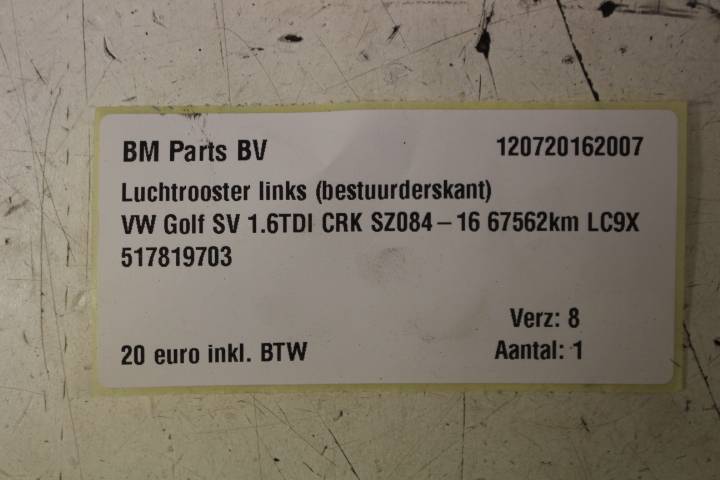 BM Parts BV 120720162007
Luchtrooster links (bestuurderskant)
VW Golf SV 1.6TDI CRK SZ084-16 67562km LC9X
517819703
Verz: 8
20 euro inkl. BTW Aantal: 1